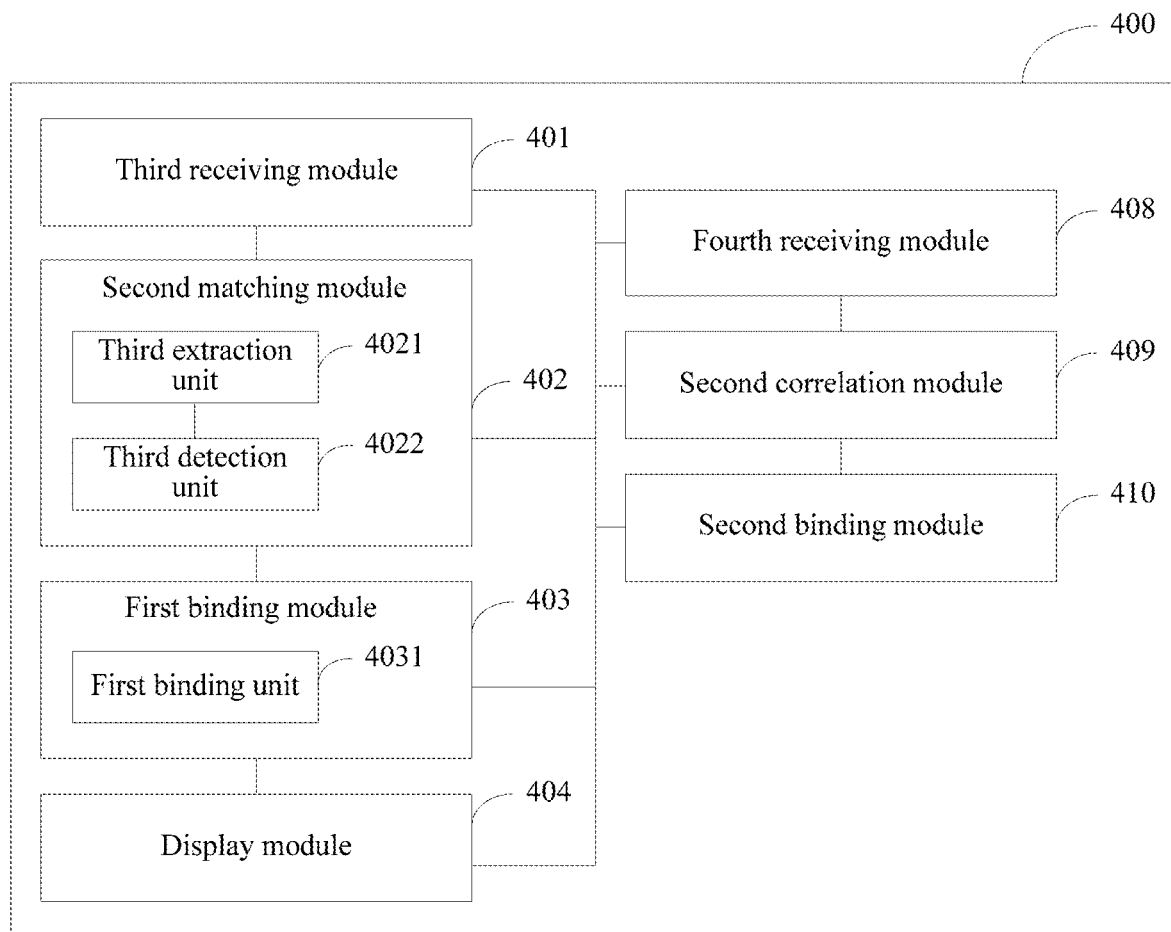 400
Third receiving module
401
Second matching module
Third extraction
unit
4021
402
Third detection
unit
4022
First binding module
403
First binding unit
4031
Display module
404
Fourth receiving module
408
Second correlation module
409
Second binding module
410